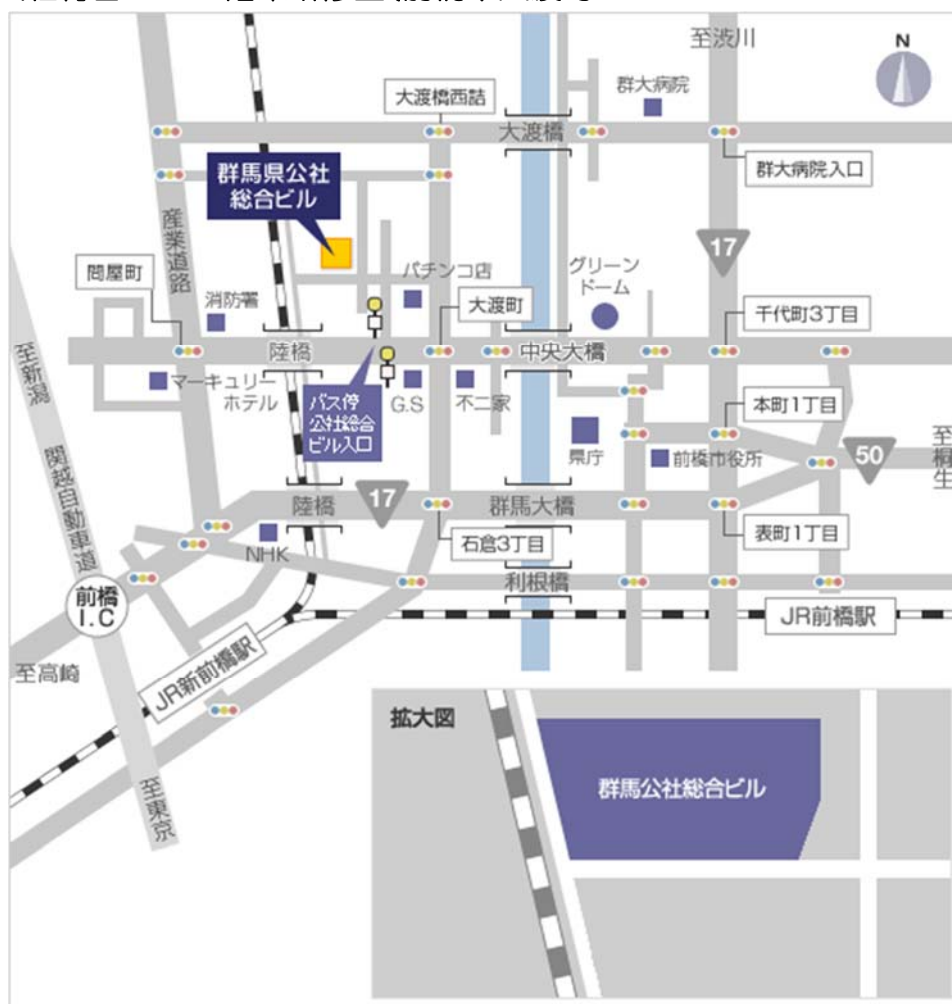 至渋川
N
群大病院
大渡橋西詰
大渡橋
群馬県公社
総合ビル
群大病院入口
産業道路
17
問屋町
消防署
パチンコ店
グリーン
ドーム
大渡町
千代町3丁目
陸橋
中央大橋
至新潟
マーキュリー
ホテル
バス停
公社総合
ビル入口
G.S
不二家
本町1丁目
県庁
前橋市役所
50
至桐生
関越自動車道
陸橋
17
群馬大橋
NHK
石倉3丁目
表町1丁目
利根橋
前橋
I.C
JR前橋駅
至高崎
JR新前橋駅
至東京
拡大図
群馬公社総合ビル